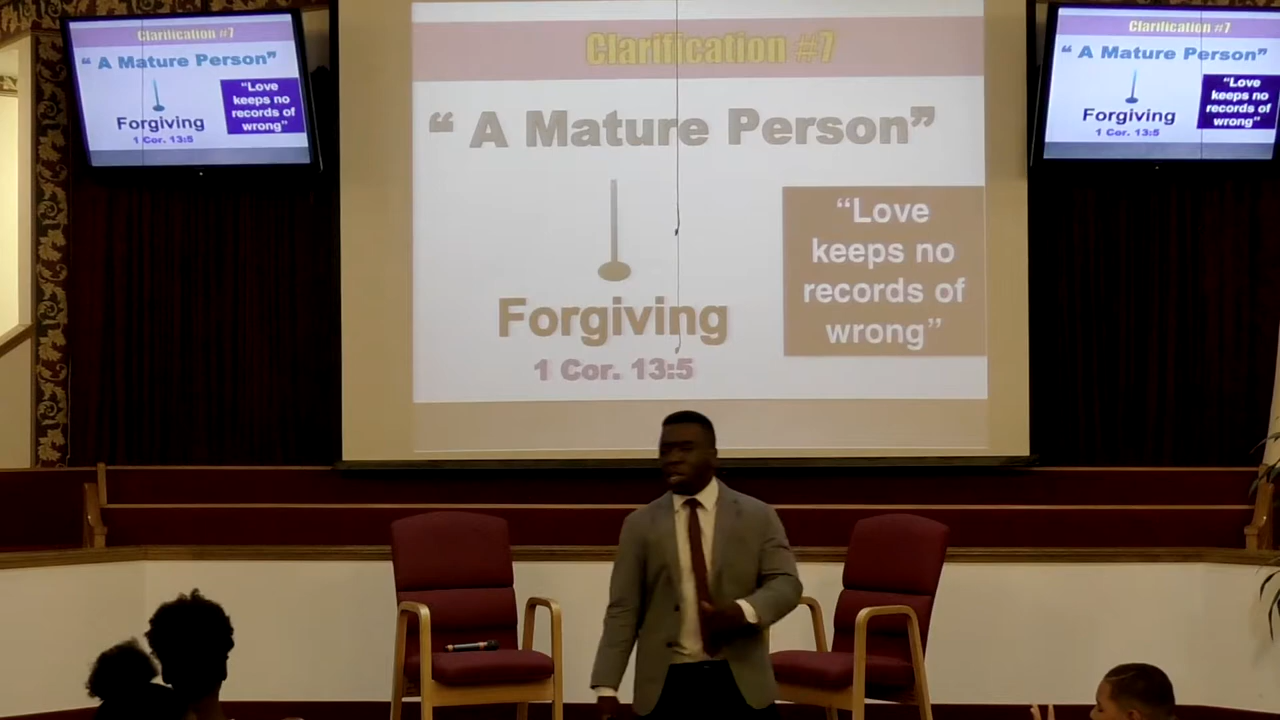 Clarification #7
“ A Mature Person”
Forgiving
1 Cor. 13:5
“Love
keeps no
records of
wrong”
Clarification #7
“ A Mature Person”
Forgiving
1 Cor. 13:5
“Love
keeps no
records of
wrong”
Clarification #7
“ A Mature Person”
Forgiving
1 Cor. 13:5
“Love
keeps no
records of
wrong”